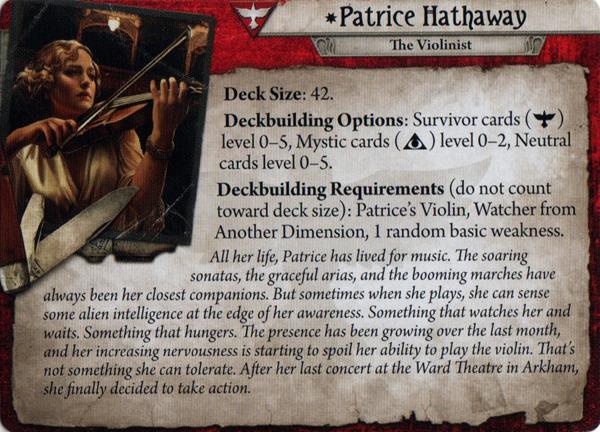 Patrice Hathaway
The Violinist
Deck Size: 42.
Deckbuilding Options: Survivor cards ( )
level 0–5, Mystic cards ( ) level 0–2, Neutral
cards level 0–5.
Deckbuilding Requirements (do not count
toward deck size): Patrice's Violin, Watcher from
Another Dimension, 1 random basic weakness.
All her life, Patrice has lived for music. The soaring
sonatas, the graceful arias, and the booming marches have
always been her closest companions. But sometimes when she plays, she can sense
some alien intelligence at the edge of her awareness. Something that watches her and
waits. Something that hungers. The presence has been growing over the last month,
and her increasing nervousness is starting to spoil her ability to play the violin. That's
not something she can tolerate. After her last concert at the Ward Theatre in Arkham,
she finally decided to take action.